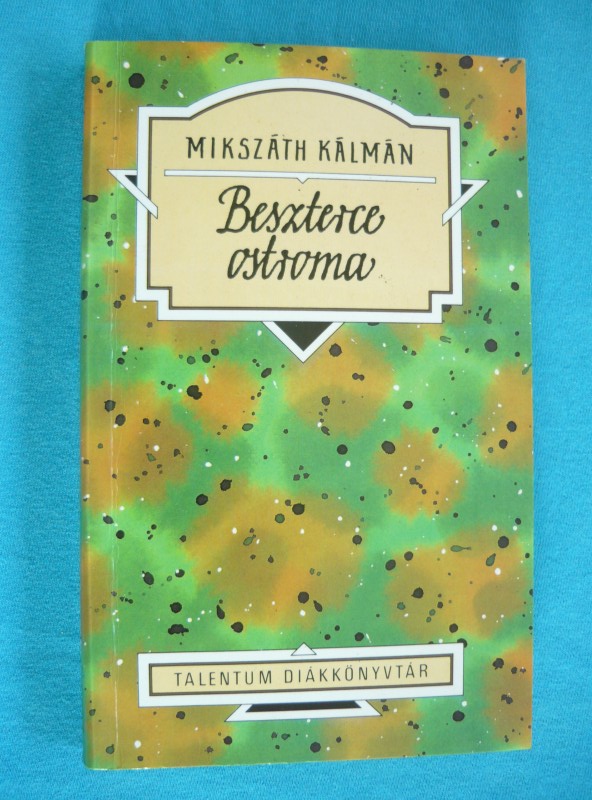 MIKSZÁTH KÁLMÁN
Beszterce
ostroma
TALENTUM DIÁKKÖNYVTÁR